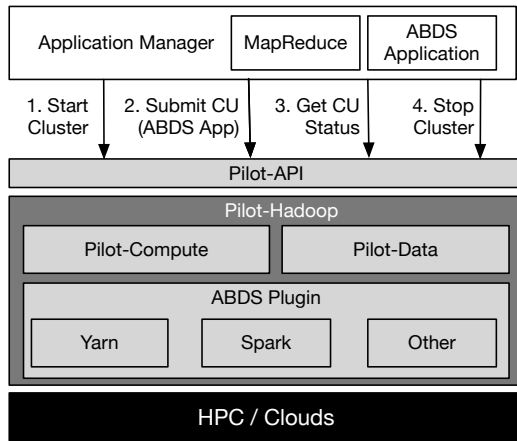 Application Manager
MapReduce
ABDS
Application
1. Start
Cluster
2. Submit CU
(ABDS App)
3. Get CU
Status
4. Stop
Cluster
Pilot-API
Pilot-Hadoop
Pilot-Compute
Pilot-Data
ABDS Plugin
Yarn
Spark
Other
HPC / Clouds